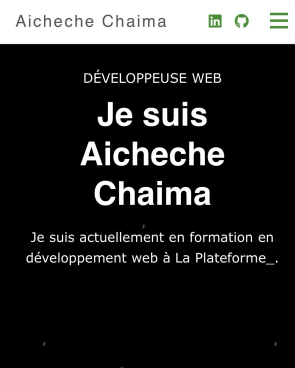 Aicheche Chaima
DÉVELOPPEUSE WEB
Je suis
Aicheche
Chaima
Je suis actuellement en formation en
développement web à La Plateforme_.